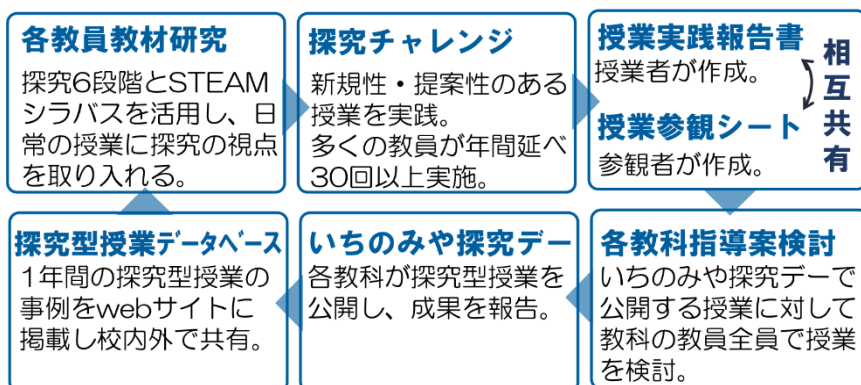 各教員教材研究
探究6段階とSTEAM
シラバスを活用し、日
常の授業に探究の視点
を取り入れる。
探究チャレンジ
新規性・提案性のある
授業を実践。
多くの教員が年間延べ
30回以上実施。
授業実践報告書
授業者が作成。
授業参観シート
参観者が作成。
相互共有
各教科指導案検討
いちのみや探究デーで
公開する授業に対して
教科の教員全員で授業
を検討。
いちのみや探究デー
各教科が探究型授業を
公開し、成果を報告。
探究型授業データベース
1年間の探究型授業の
事例をwebサイトに
掲載し校内外で共有。